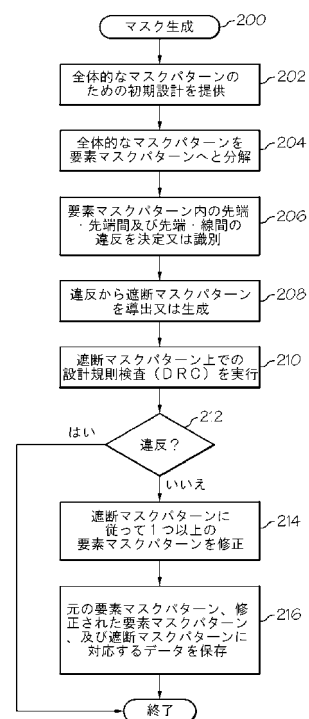 マスク生成
200
全体的なマスクパターンの
ための初期設計を提供
202
全体的なマスクパターンを
要素マスクパターンへと分解
204
要素マスクパターン内の先端
・先端間及び先端・線間の
違反を決定又は識別
206
違反から遮断マスクパターン
を導出又は生成
208
遮断マスクパターン上での
設計規則検査(DRC)を実行
210
212
違反?
はい
いいえ
遮断マスクパターンに
従って1つ以上の
要素マスクパターンを修正
214
元の要素マスクパターン、修
正された要素マスクパターン
、及び遮断マスクパターンに
対応するデータを保存
216
終了